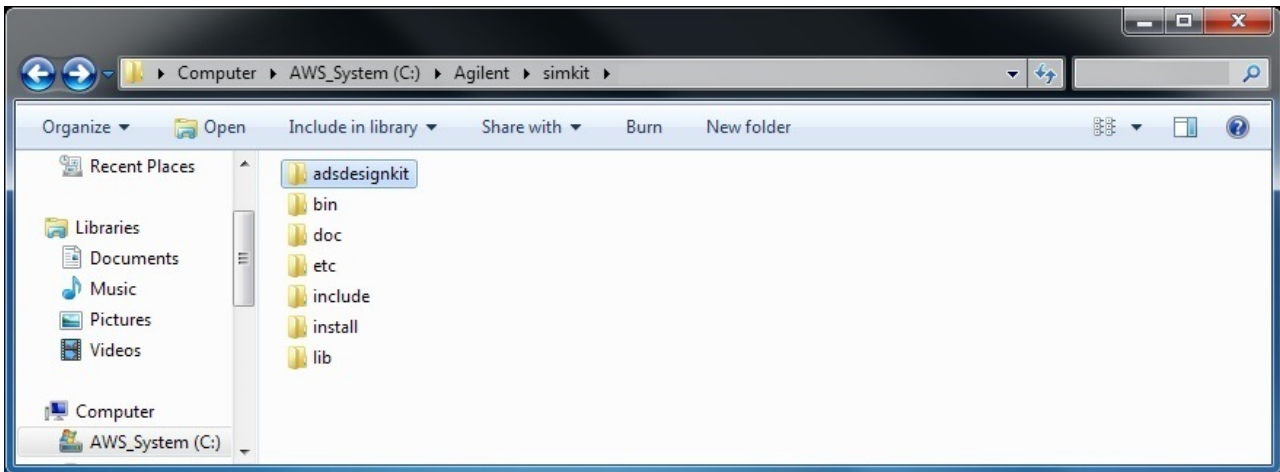 Computer AWS_System (C:) Agilent simkit
Organize Open Include in library Share with Burn New folder
Recent Places
Libraries
Documents
Music
Pictures
Videos
Computer
AWS_System (C:)
adsdesignkit
bin
doc
etc
include
install
lib